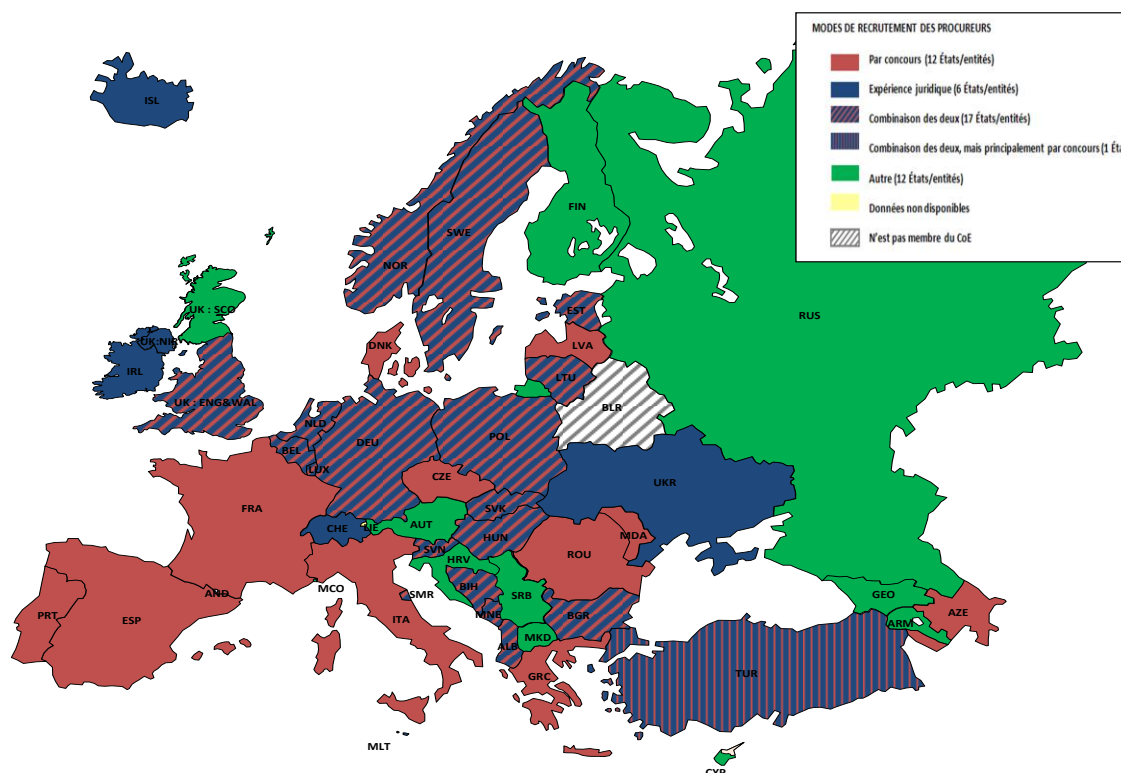 MODES DE RECRUTEMENT DES PROCUREURS
Par concours (12 États/entités)
Expérience juridique (6 États/entités)
Combinaison des deux (17 États/entités)
Combinaison des deux, mais principalement par concours (1 Éta
Autre (12 États/entités)
Données non disponibles
N'est pas membre du CoE
ISL
FIN
SWE
NOR
RUS
UK : SCO
EST
UK:NIR
LVA
DNK
IRL
LTU
UK : ENG&WAL
BLR
NLD
DEU
POL
BEL
LUX
CZE
UKR
FRA
SVK
CHE
LIE
AUT
MDA
HUN
SVN
ROU
HRV
BIH
MCO
AND
SMR
SRB
GEO
PRT
ESP
ITA
MNE
BGR
AZE
ARM
MKD
ALB
GRC
TUR
MLT
CYP